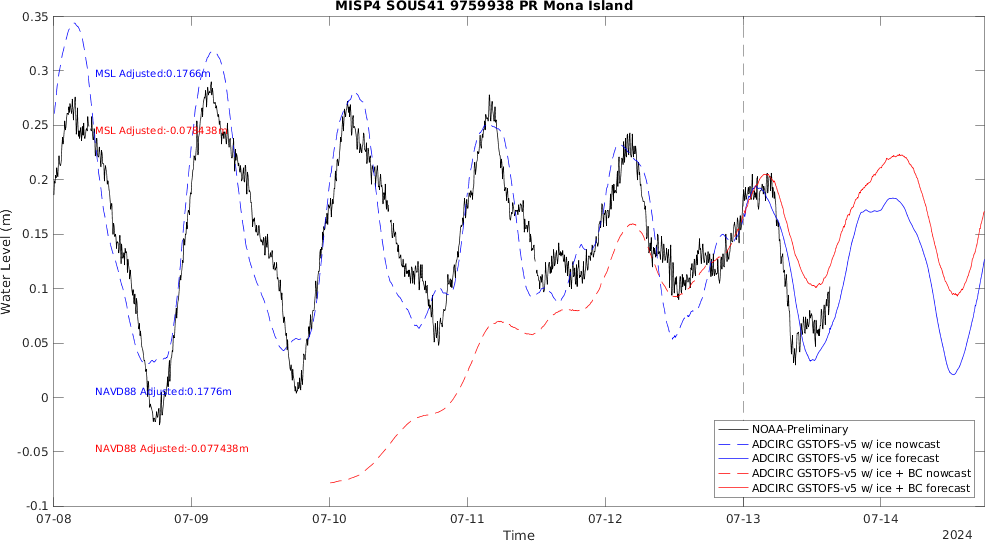 MISP4 SOUS41 9759938 PR Mona Island
0.35
0.3
0.25
0.2
0.15
0.1
0.05
0
-0.05
-0.1
Water Level (m)
MSL Adjusted:0.1766m
MSL Adjusted:-0.078438m
NAVD88 Adjusted:0.1776m
NAVD88 Adjusted:-0.077438m
NOAA-Preliminary
ADCIRC GSTOFS-v5 w/ ice nowcast
ADCIRC GSTOFS-v5 w/ ice forecast
ADCIRC GSTOFS-v5 w/ ice + BC nowcast
ADCIRC GSTOFS-v5 w/ ice + BC forecast
07-08 07-09 07-10 07-11 07-12 07-13 07-14
Time
2024